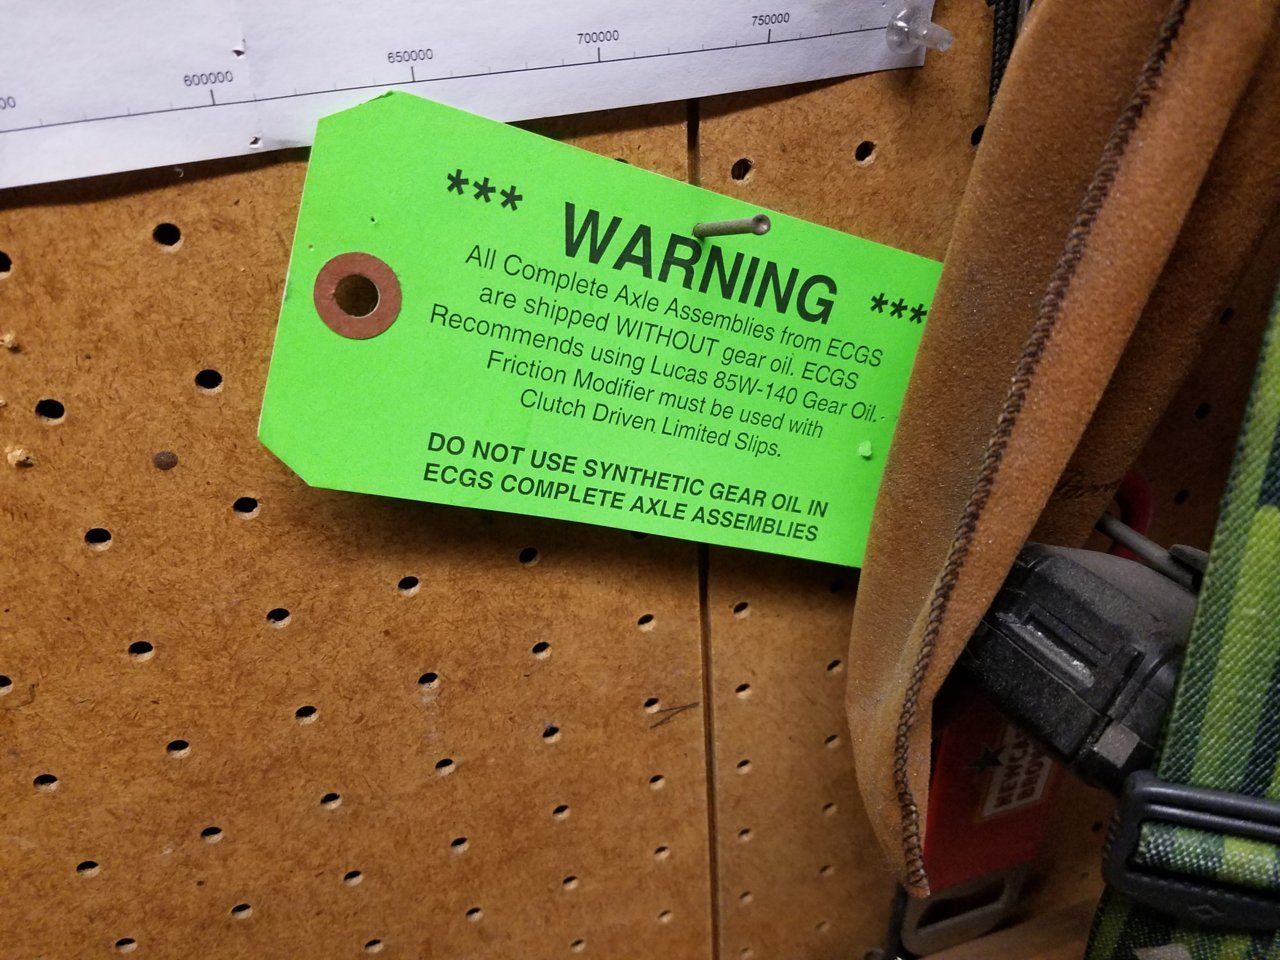 600000
650000
700000
750000
*** WARNING ***
All Complete Axle Assemblies from ECGS
are shipped WITHOUT gear oil. ECGS
Recommends using Lucas 85W-140 Gear Oil.
Friction Modifier must be used with
Clutch Driven Limited Slips.
DO NOT USE SYNTHETIC GEAR OIL IN
ECGS COMPLETE AXLE ASSEMBLIES